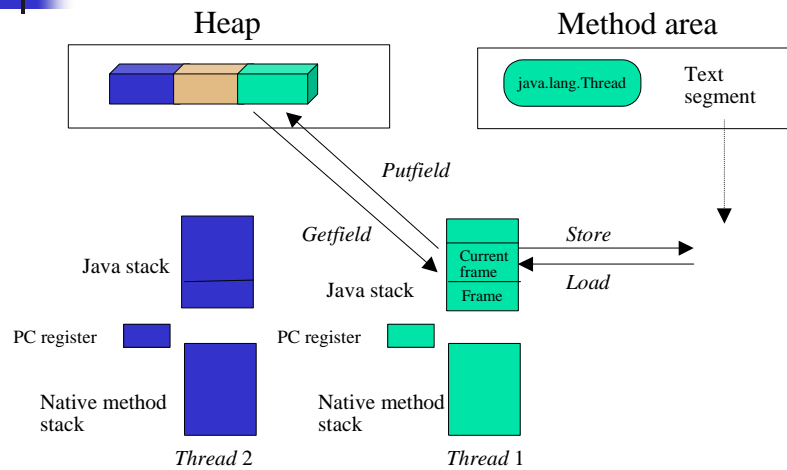 Heap
Method area
java.lang.Thread
Text
segment
Putfield
Getfield
Store
Load
Java stack
Java stack
Current
frame
Frame
PC register
PC register
Native method
stack
Native method
stack
Thread 2
Thread 1